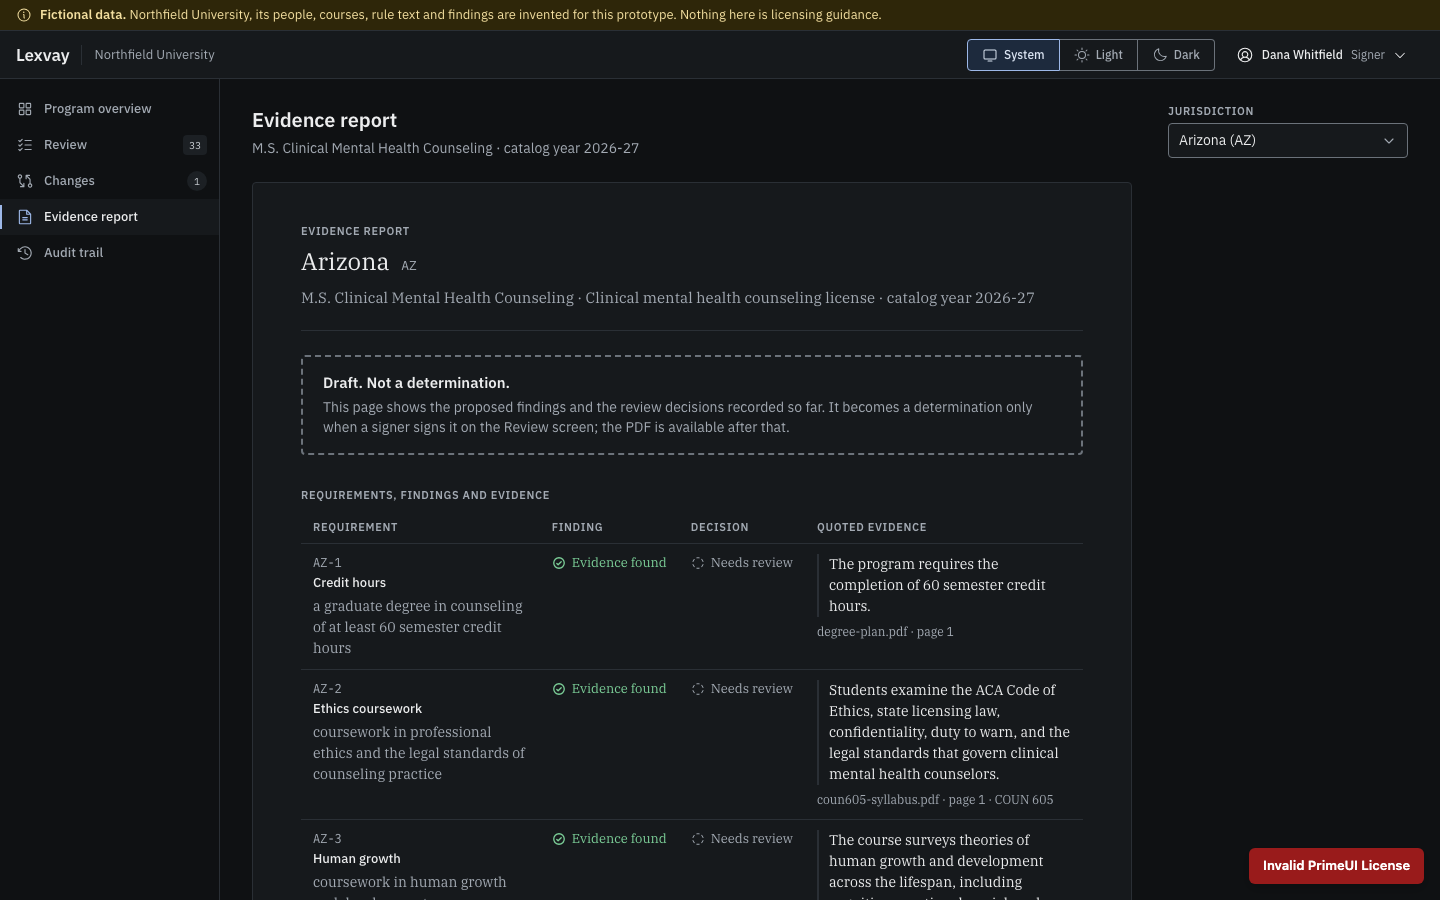 Fictional data. Northfield University, its people, courses, rule text and findings are invented for this prototype. Nothing here is licensing guidance.
Lexvay
Northfield University
System
Light
Dark
Dana Whitfield Signer
Program overview
Review 33
Changes 1
Evidence report
Audit trail
Evidence report
M.S. Clinical Mental Health Counseling · catalog year 2026-27
JURISDICTION
Arizona (AZ)
EVIDENCE REPORT
Arizona AZ
M.S. Clinical Mental Health Counseling · Clinical mental health counseling license · catalog year 2026-27
Draft. Not a determination.
This page shows the proposed findings and the review decisions recorded so far. It becomes a determination only
when a signer signs it on the Review screen; the PDF is available after that.
REQUIREMENTS, FINDINGS AND EVIDENCE
REQUIREMENT FINDING DECISION QUOTED EVIDENCE
AZ-1
Credit hours
a graduate degree in counseling
of at least 60 semester credit
hours
Evidence found
Needs review
The program requires the
completion of 60 semester credit
hours.
degree-plan.pdf · page 1
AZ-2
Ethics coursework
coursework in professional
ethics and the legal standards of
counseling practice
Evidence found
Needs review
Students examine the ACA Code of
Ethics, state licensing law,
confidentiality, duty to warn, and the
legal standards that govern clinical
mental health counselors.
coun605-syllabus.pdf · page 1 · COUN 605
AZ-3
Human growth
coursework in human growth
Evidence found
Needs review
The course surveys theories of
human growth and development
across the lifespan, including
Invalid PrimeUI License